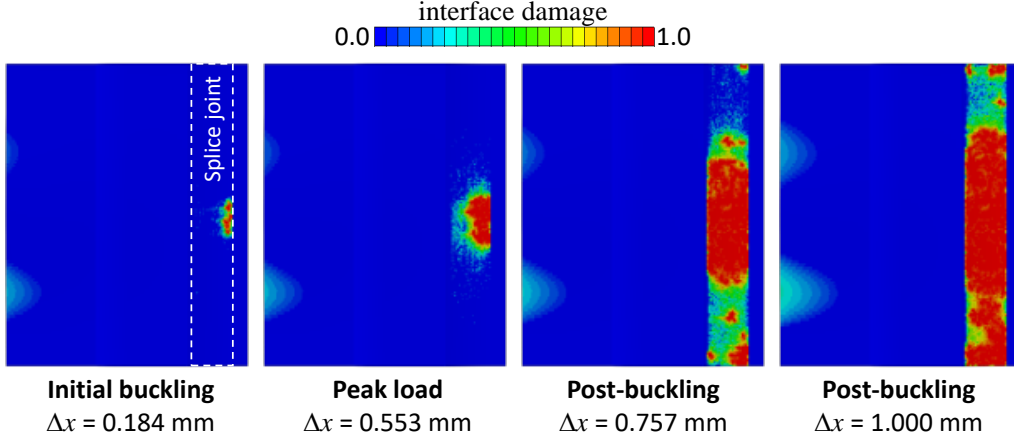 interface damage
0.0 1.0
Splice joint
Initial buckling
Δx = 0.184 mm
Peak load
Δx = 0.553 mm
Post-buckling
Δx = 0.757 mm
Post-buckling
Δx = 1.000 mm